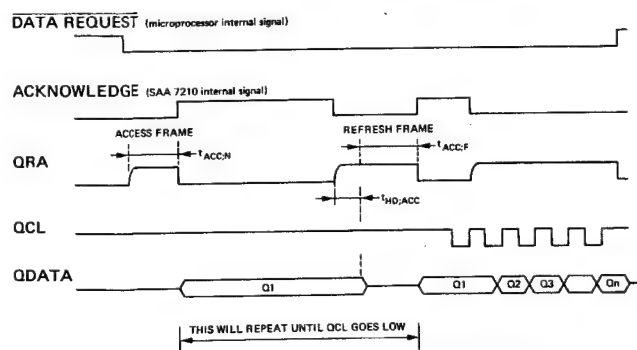 DATA REQUEST (microprocessor internal signal)
ACKNOWLEDGE (SAA 7210 internal signal)
ACCESS FRAME
REFRESH FRAME
tACC;N
tACC;F
QRA
tHD;ACC
QCL
QDATA
Q1
Q1
Q2
Q3
Qn
THIS WILL REPEAT UNTIL QCL GOES LOW